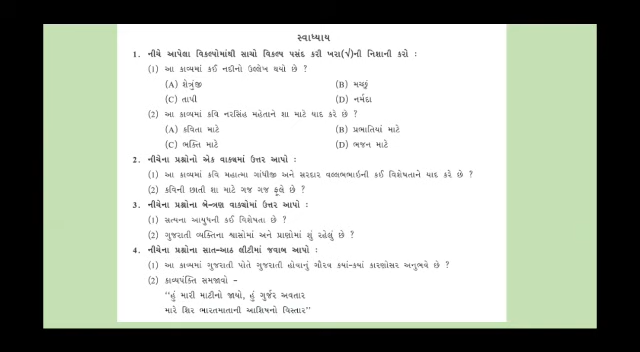 સ્વાધ્યાય
1. નીચે આપેલા વિકલ્પોમાંથી સાચો વિકલ્પ પસંદ કરી ખરા(√)ની નિશાની કરો :
(1) આ કાવ્યમાં કઈ નદીનો ઉલ્લેખ થયો છે ?
(A) શેત્રુંજી (B) મચ્છું
(C) તાપી (D) નર્મદા
(2) આ કાવ્યમાં કવિ નરસિંહ મહેતાને શા માટે યાદ કરે છે ?
(A) કવિતા માટે (B) પ્રભાતિયાં માટે
(C) ભક્તિ માટે (D) ભજન માટે
2. નીચેના પ્રશ્નોનો એક વાક્યમાં ઉત્તર આપો :
(1) આ કાવ્યમાં કવિ મહાત્મા ગાંધીજી અને સરદાર વલ્લભભાઇની કઈ વિશેષતાને યાદ કરે છે ?
(2) કવિની છાતી શા માટે ગજ ગજ ફૂલે છે ?
3. નીચેના પ્રશ્નોના બે-ત્રણ વાક્યોમાં ઉત્તર આપો :
(1) સત્યના આયુધની કઈ વિશેષતા છે ?
(2) ગુજરાતી વ્યક્તિના શ્વાસોમાં અને પ્રાણોમાં શું રહેલું છે ?
4. નીચેના પ્રશ્નોના સાત-આઠ લીટીમાં જવાબ આપો :
(1) આ કાવ્યમાં ગુજરાતી પોતે ગુજરાતી હોવાનું ગૌરવ ક્યાં-ક્યાં કારણોસર અનુભવે છે ?
(2) કાવ્યપંક્તિ સમજાવો -
“હું મારી માટીનો જાયો, હું ગુર્જર અવતાર
મારે શિર ભારતમાતાની આશિષનો વિસ્તાર”